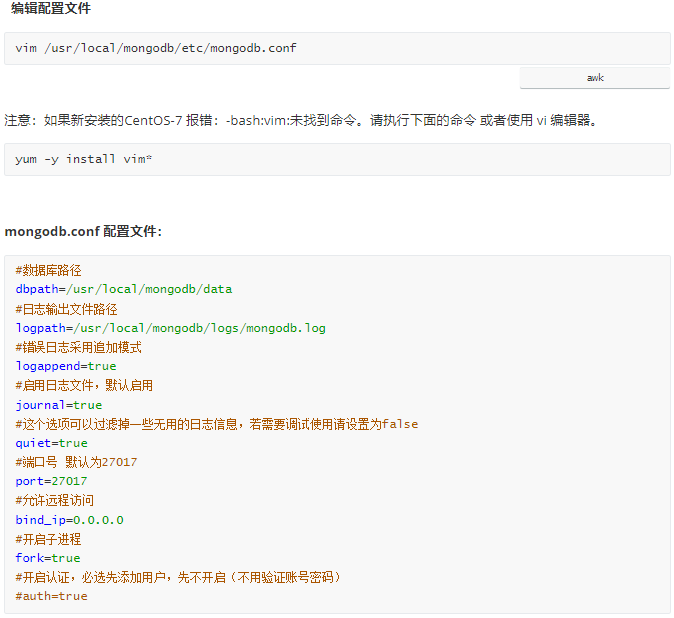 编辑配置文件
vim /usr/local/mongodb/etc/mongodb.conf
awk
注意：如果新安装的CentOS-7 报错：-bash:vim:未找到命令。请执行下面的命令 或者使用 vi 编辑器。
yum -y install vim*
mongodb.conf 配置文件：
#数据库路径
dbpath=/usr/local/mongodb/data
#日志输出文件路径
logpath=/usr/local/mongodb/logs/mongodb.log
#错误日志采用追加模式
logappend=true
#启用日志文件，默认启用
journal=true
#这个选项可以过滤掉一些无用的日志信息，若需要调试使用请设置为false
quiet=true
#端口号 默认为27017
port=27017
#允许远程访问
bind_ip=0.0.0.0
#开启子进程
fork=true
#开启认证，必选先添加用户，先不开启（不用验证账号密码）
#auth=true